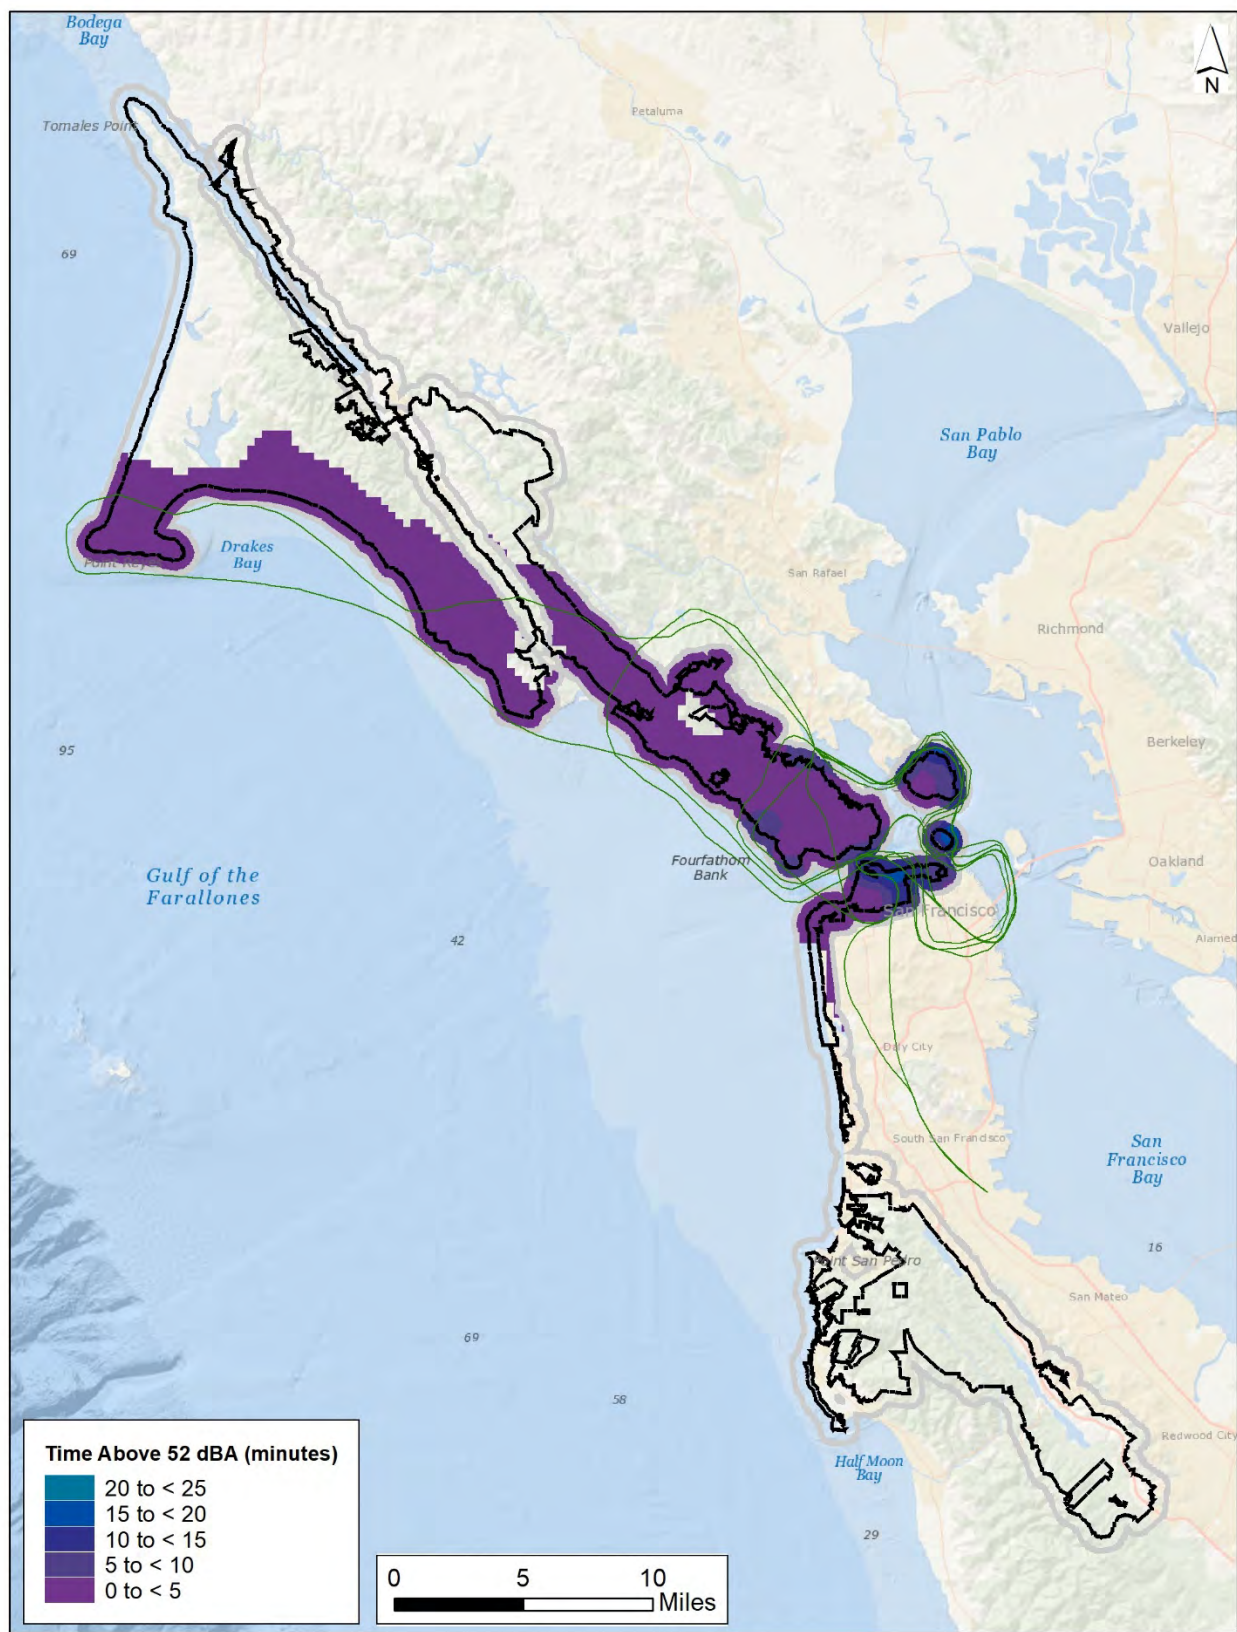 Bodega
Bay
N
Petaluma
Tomales Point
69
Vallejo
San Pablo
Bay
Drakes
Bay
San Rafael
Richmond
95
Berkeley
Fourfathom
Bank
Oakland
Gulf of the
Farallones
San Francisco
42
Alamed
Daly City
South San Francisco
San
Francisco
Bay
16
Point San Pedro
San Mateo
69
58
Redwood City
Half Moon
Bay
29
Time Above 52 dBA (minutes)
20 to < 25
15 to < 20
10 to < 15
5 to < 10
0 to < 5
0 5 10
Miles